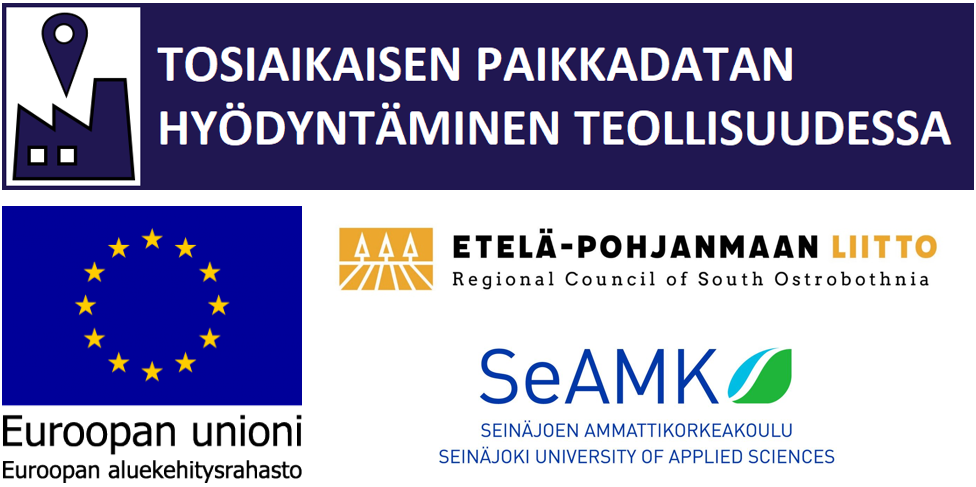 TOSIAIKAISEN PAIKKADATAN
HYÖDYNTÄMINEN TEOLLISUUDESSA
Euroopan unioni
Euroopan aluekehitysrahasto
ETELÄ-POHJANMAAN LIITTO
Regional Council of South Ostrobothnia
SeAMK
SEINÄJOEN AMMATTIKORKEAKOULU
SEINÄJOKI UNIVERSITY OF APPLIED SCIENCES